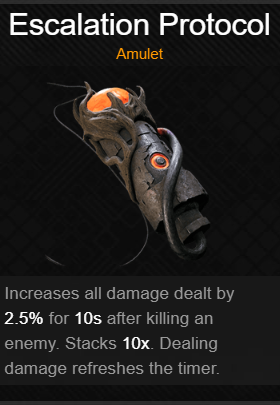 Escalation Protocol
Amulet
Increases all damage dealt by
2.5% for 10s after killing an
enemy. Stacks 10x. Dealing
damage refreshes the timer.